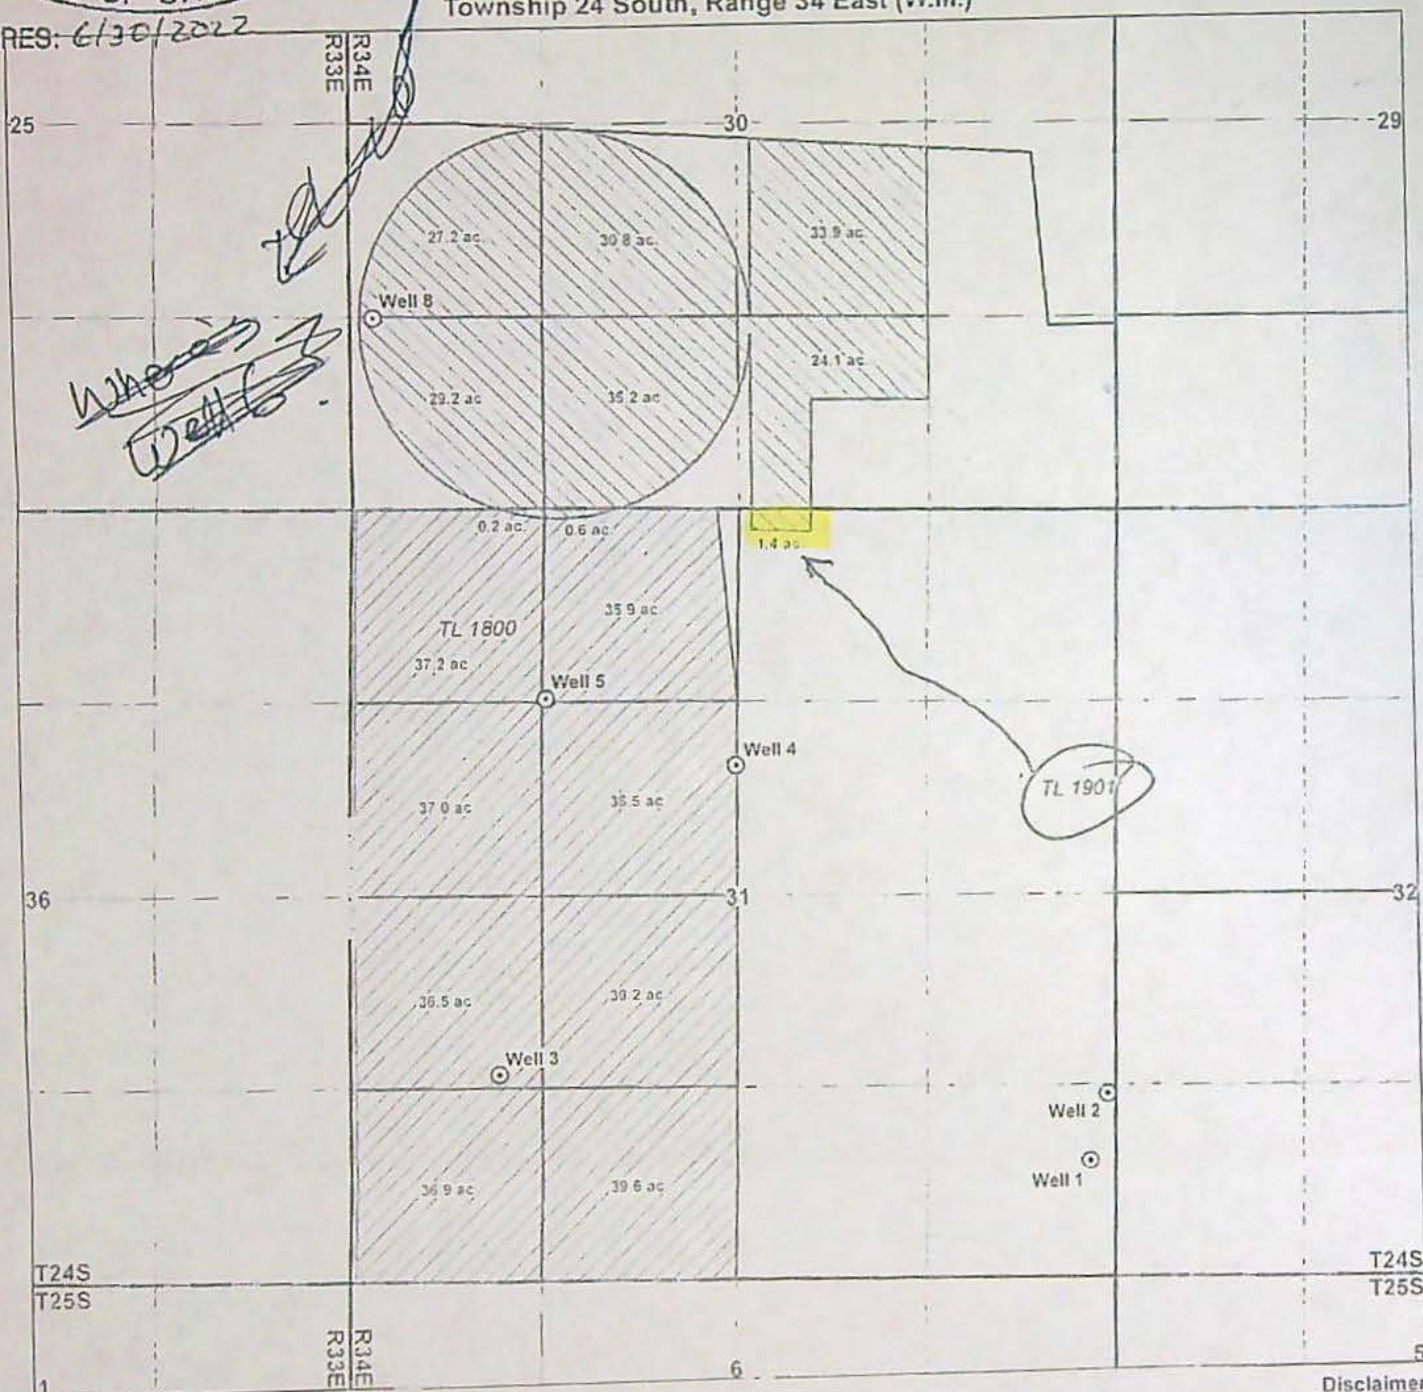 Township 24 South, Range 34 East (W.M.)
RES: 6/30/2022
R33E
R34E
25
30
29
27.2 ac.
30.8 ac.
33.9 ac.
Well 8
24.1 ac.
29.2 ac
35.2 ac.
Where's
Well 6
0.2 ac.
0.6 ac.
1.4 ac.
35.9 ac.
TL 1800
37.2 ac
Well 5
Well 4
TL 1901
37.0 ac
36
31
32
36.5 ac
39.2 ac
Well 3
Well 2
Well 1
36.9 ac
39.6 ac
T24S
T24S
T25S
T25S
R33E
R34E
1
6
5
Disclaimer